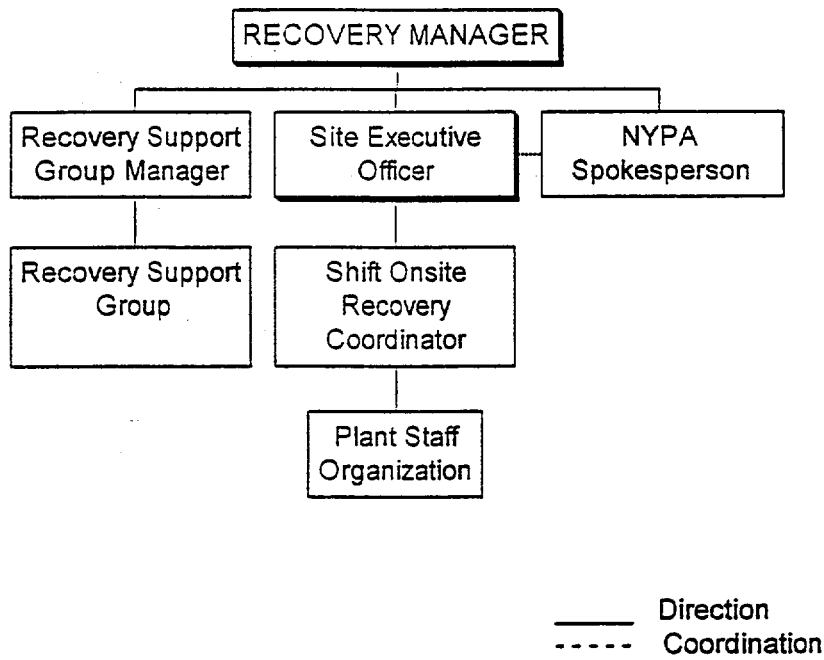 RECOVERY MANAGER
Recovery Support
Group Manager
Site Executive
Officer
NYPA
Spokesperson
Recovery Support
Group
Shift Onsite
Recovery
Coordinator
Plant Staff
Organization
Direction
Coordination